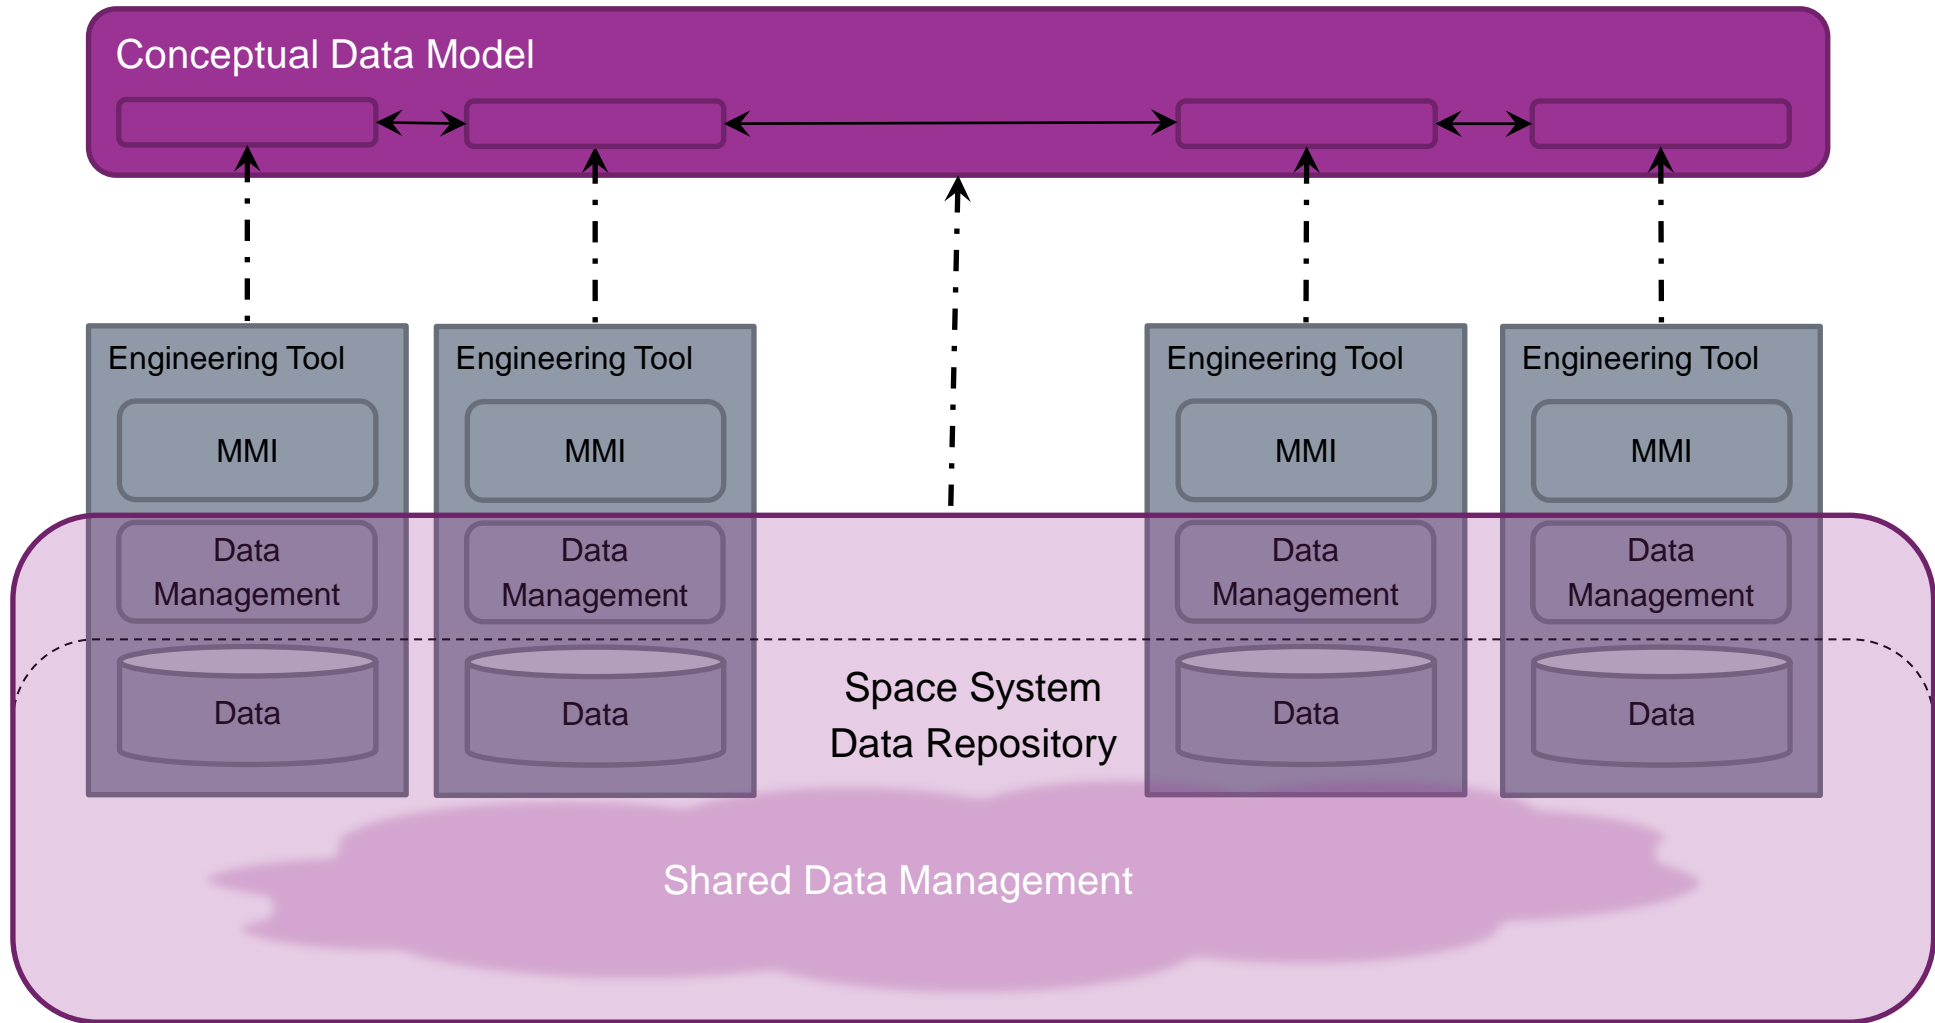 Conceptual Data Model
Engineering Tool
Engineering Tool
Engineering Tool
Engineering Tool
MMI
MMI
MMI
MMI
Data
Management
Data
Management
Data
Management
Data
Management
Data
Data
Space System
Data Repository
Data
Data
Shared Data Management